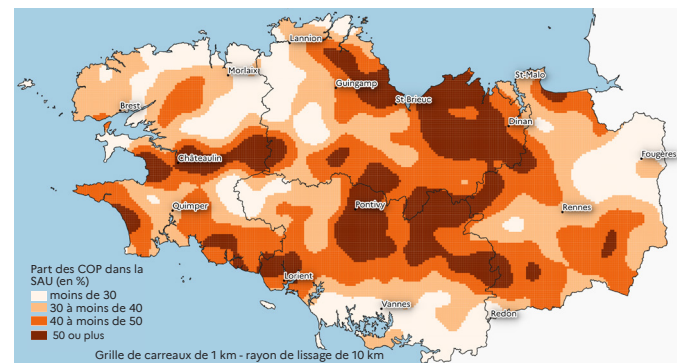 Lannion
St-Malo
Morlaix
Guingamp
St-Brieuc
Brest
Dinan
Fougères
Châteaulin
Quimper
Pontivy
Rennes
Lorient
Vannes
Redon
Part des COP dans la
SAU (en %)
moins de 30
30 à moins de 40
40 à moins de 50
50 ou plus
Grille de carreaux de 1 km - rayon de lissage de 10 km